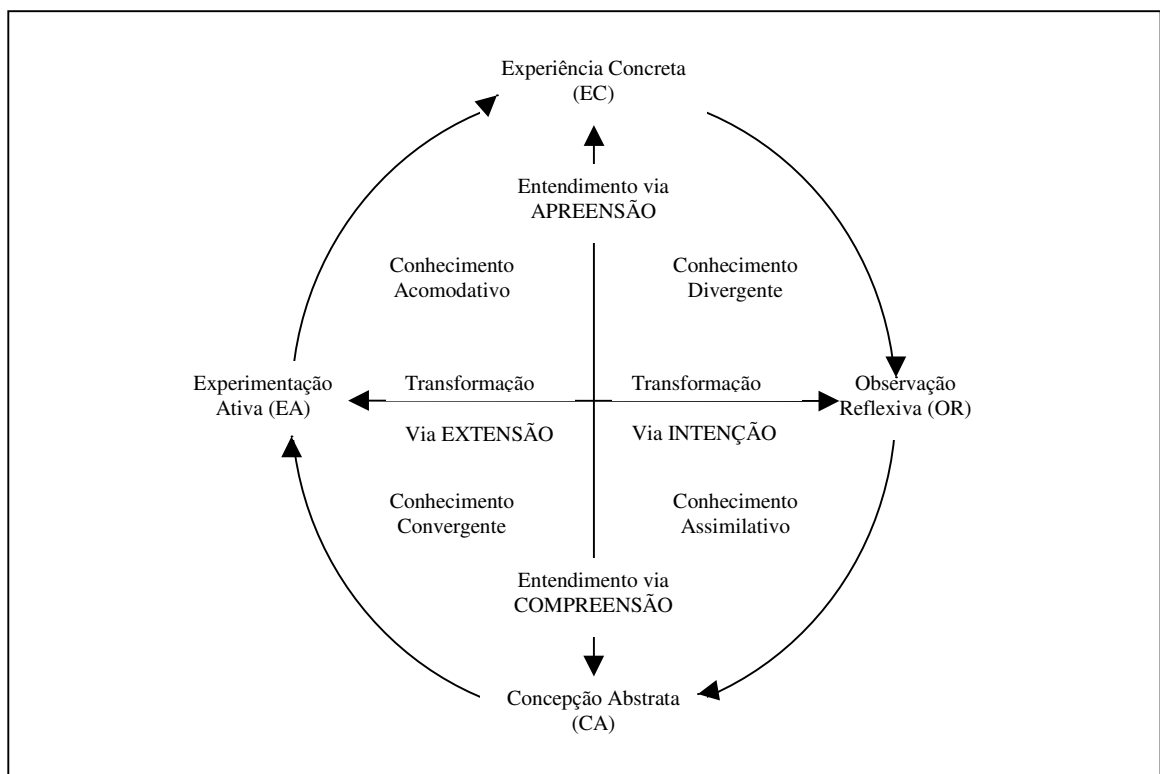 Experiência Concreta
(EC)
Entendimento via
APREENSÃO
Conhecimento
Acomodativo
Conhecimento
Divergente
Experimentação
Ativa (EA)
Transformação
Via EXTENSÃO
Transformação
Via INTENÇÃO
Observação
Reflexiva (OR)
Conhecimento
Convergente
Conhecimento
Assimilativo
Entendimento via
COMPREENSÃO
Concepção Abstrata
(CA)